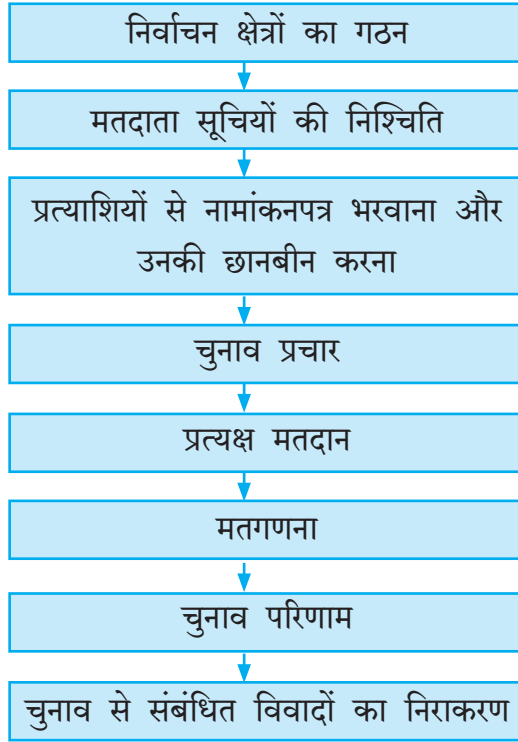 निर्वाचन क्षेत्रों का गठन
मतदाता सूचियों की निश्चिति
प्रत्याशियों से नामांकनपत्र भरवाना और
उनकी छानबीन करना
चुनाव प्रचार
प्रत्यक्ष मतदान
मतगणना
चुनाव परिणाम
चुनाव से संबंधित विवादों का निराकरण